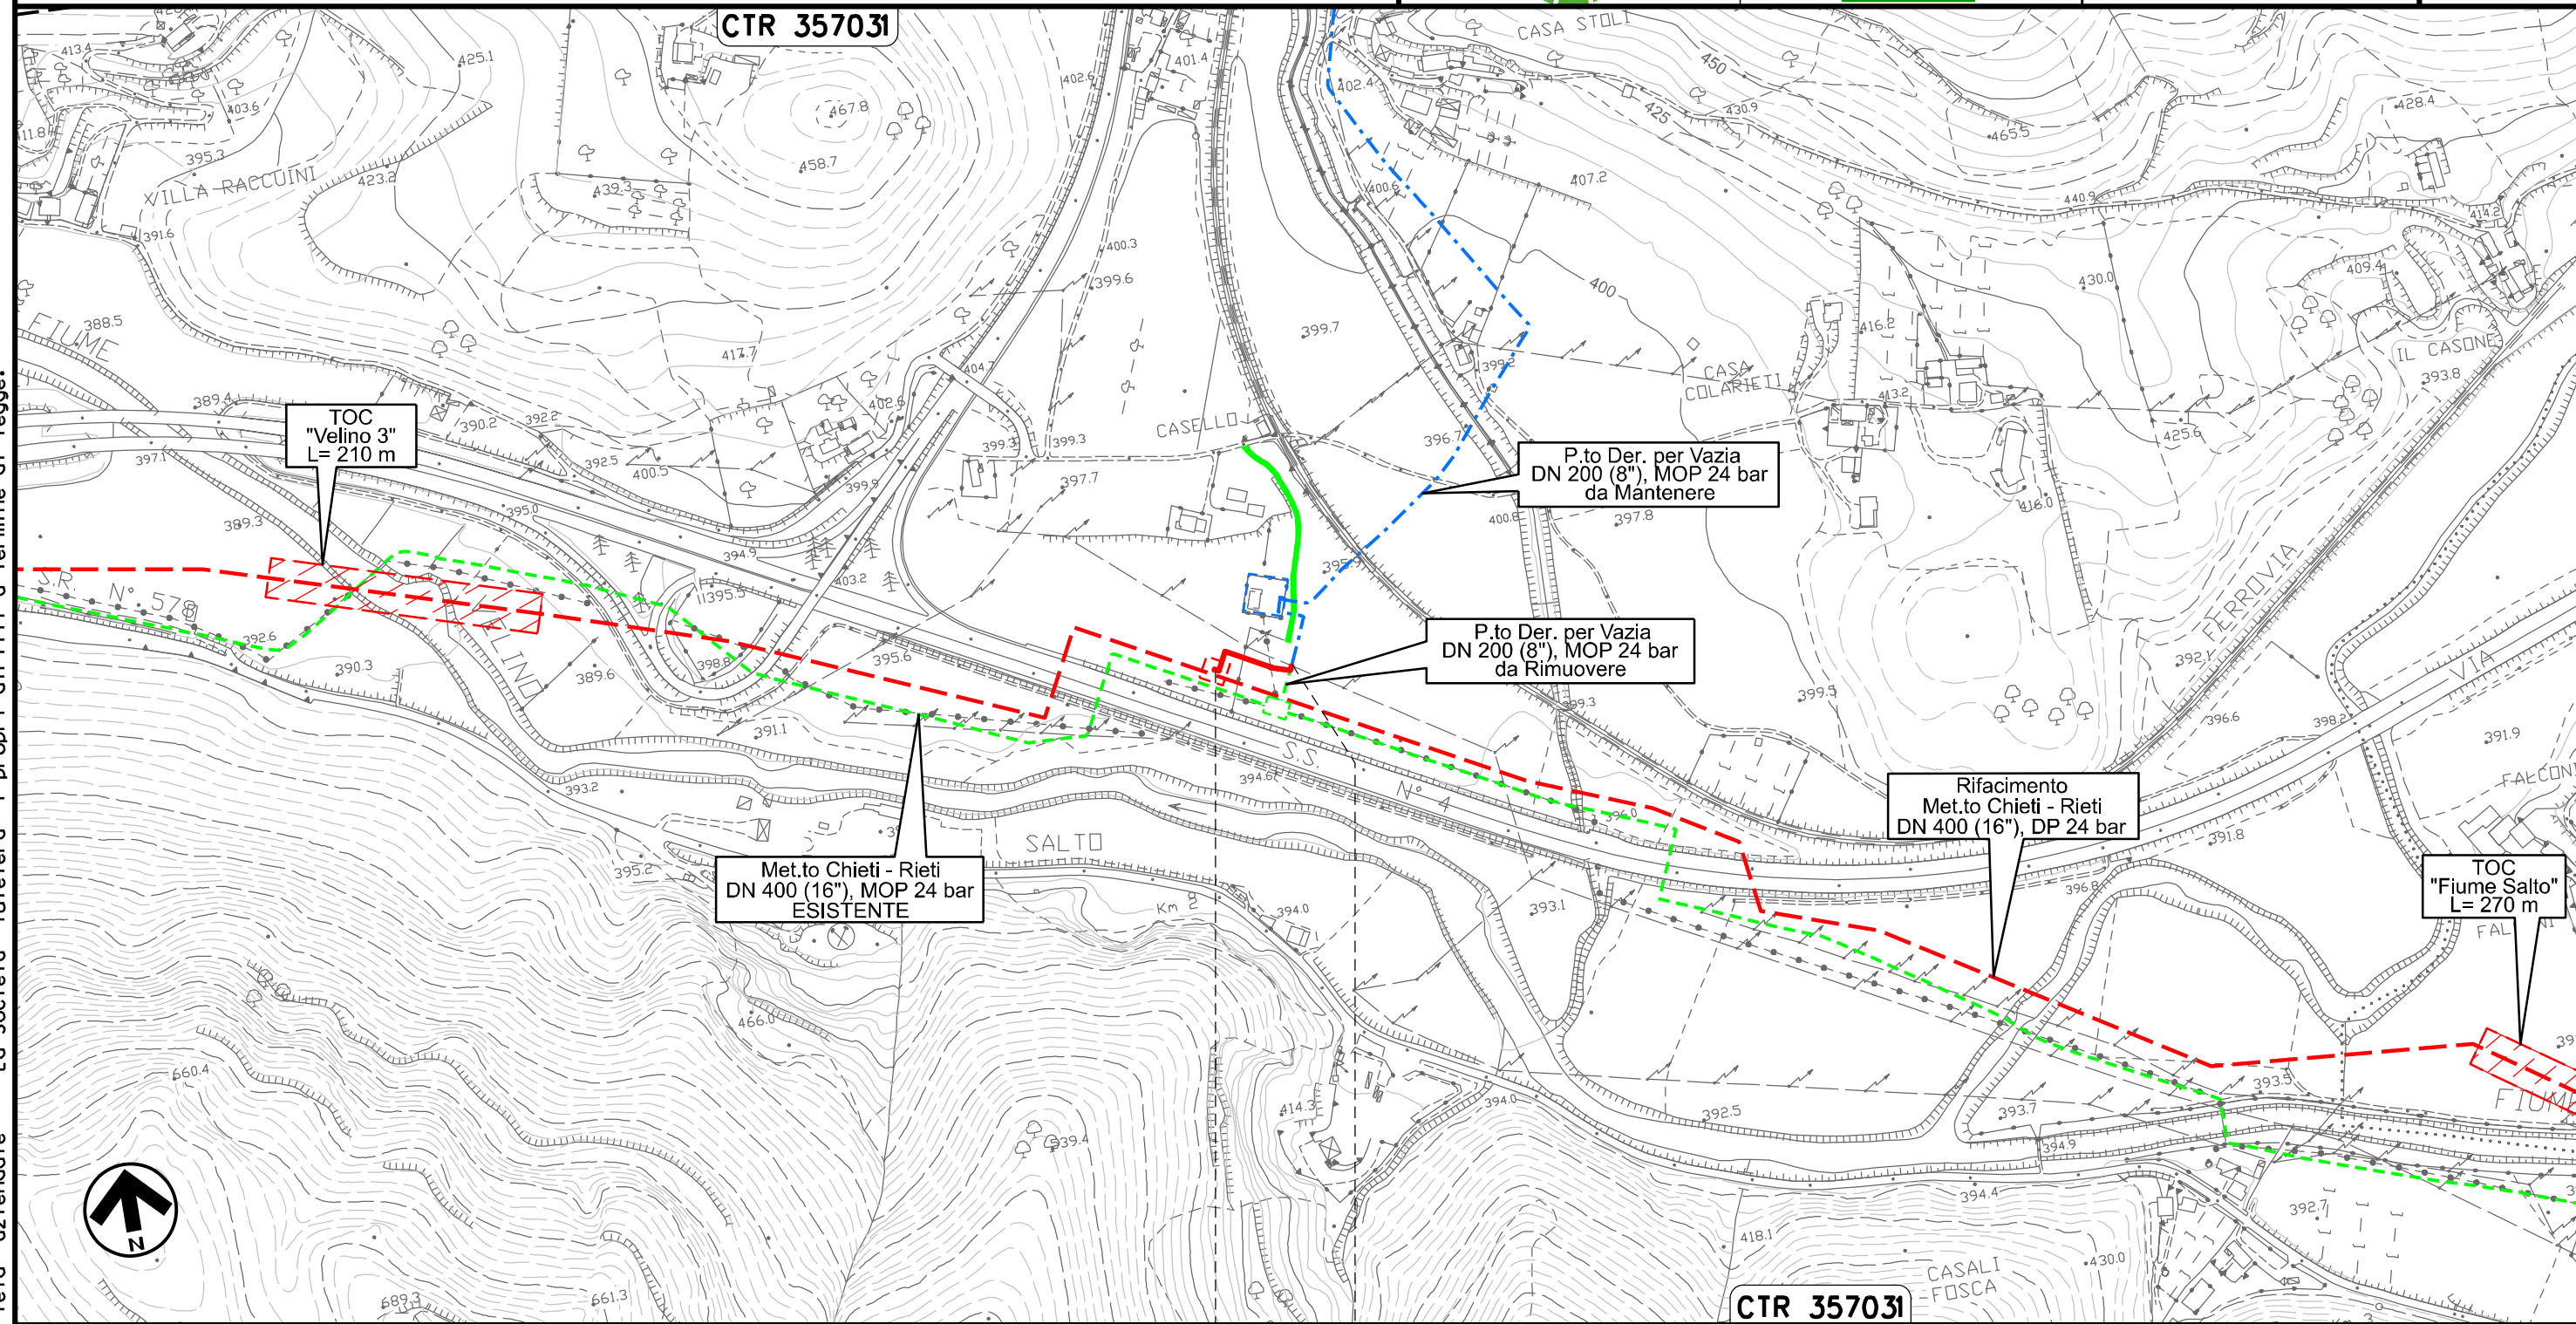 CTR 357031
CASA STOLI
413.4
425.1
401.4
402.6
450
402.4
425
430.9
428.4
403.6
467.8
465.5
395.3
458.7
VILLA RACCUINI
423.2
439.3
400.6
407.2
440.9
414.2
391.6
400.3
399.6
400
409.4
430.0
FIUME
388.5
399.7
416.2
417.7
404.7
399.2
CASA
COLARIETI
IL CASONE
393.8
389.4
402.6
413.2
TOC
"Velino 3"
L= 210 m
390.2
392.2
CASELLO
399.3
399.3
396.7
425.6
397.1
392.5
400.5
P.to Der. per Vazia
DN 200 (8"), MOP 24 bar
da Mantenere
399.9
397.7
389.3
395.0
400.8
397.8
416.0
394.9
403.2
395.9
FERROVIA
S.R. N° 578
395.5
392.6
P.to Der. per Vazia
DN 200 (8"), MOP 24 bar
da Rimuovere
390.3
389.6
398.8
395.6
392.1
VIA
399.5
399.3
396.6
398.2
391.1
391.9
S.S.
N° 4
394.6
393.2
FALCONI
Rifacimento
Met.to Chieti - Rieti
DN 400 (16"), DP 24 bar
396.0
391.8
SALTO
395.2
Met.to Chieti - Rieti
DN 400 (16"), MOP 24 bar
ESISTENTE
TOC
"Fiume Salto"
L= 270 m
396.8
Km 2
394.0
393.1
466.0
660.4
393.5
FIUME
414.3
394.0
392.5
393.7
539.4
394.9
394.4
392.7
N
418.1
430.0
CASALI
FOSCA
689.3
661.3
CTR 357031